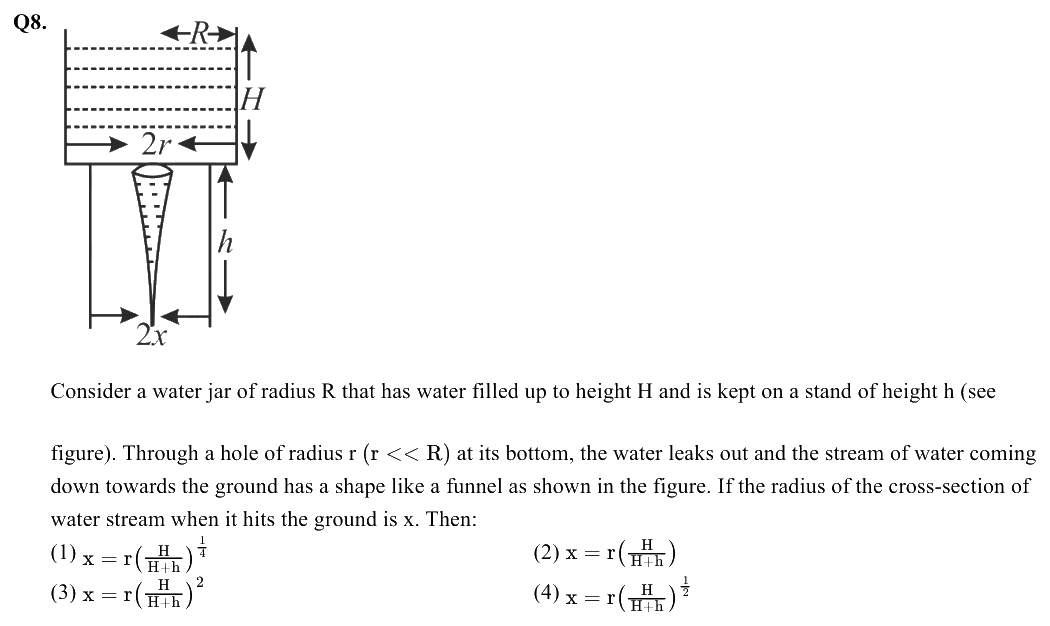 Q8.
R
H
2r
h
2x
Consider a water jar of radius R that has water filled up to height H and is kept on a stand of height h (see
figure). Through a hole of radius r (r << R) at its bottom, the water leaks out and the stream of water coming
down towards the ground has a shape like a funnel as shown in the figure. If the radius of the cross-section of
water stream when it hits the ground is x. Then:
(1) x = r(H/(H+h))^(1/4) (2) x = r(H/(H+h))
(3) x = r(H/(H+h))^2 (4) x = r(H/(H+h))^(1/2)